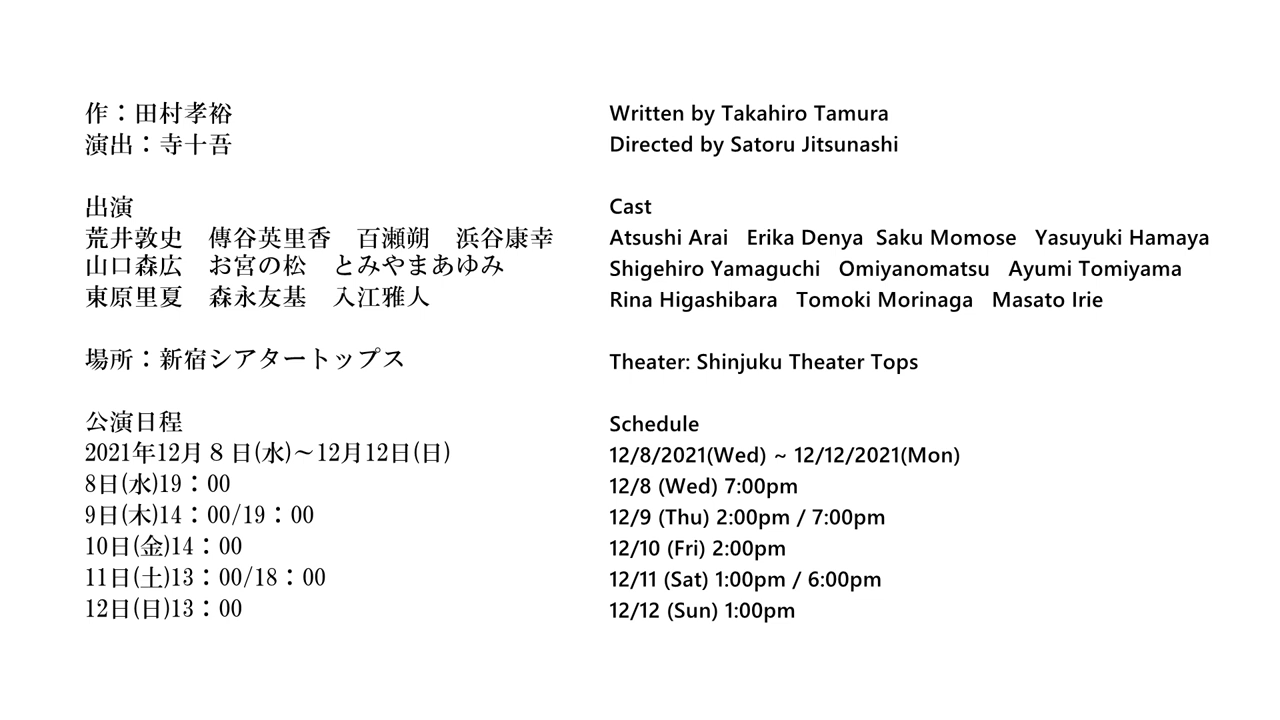 作：田村孝裕
演出：寺十吾
出演
荒井敦史　傳谷英里香　百瀬朔　浜谷康幸
山口森広　お宮の松　とみやまあゆみ
東原里夏　森永友基　入江雅人
場所：新宿シアタートップス
公演日程
2021年12月８日(水)～12月12日(日)
8日(水)19：00
9日(木)14：00/19：00
10日(金)14：00
11日(土)13：00/18：00
12日(日)13：00
Written by Takahiro Tamura
Directed by Satoru Jitsunashi
Cast
Atsushi Arai   Erika Denya  Saku Momose   Yasuyuki Hamaya
Shigehiro Yamaguchi   Omiyanomatsu   Ayumi Tomiyama
Rina Higashibara   Tomoki Morinaga   Masato Irie
Theater: Shinjuku Theater Tops
Schedule
12/8/2021(Wed) ~ 12/12/2021(Mon)
12/8 (Wed) 7:00pm
12/9 (Thu) 2:00pm / 7:00pm
12/10 (Fri) 2:00pm
12/11 (Sat) 1:00pm / 6:00pm
12/12 (Sun) 1:00pm